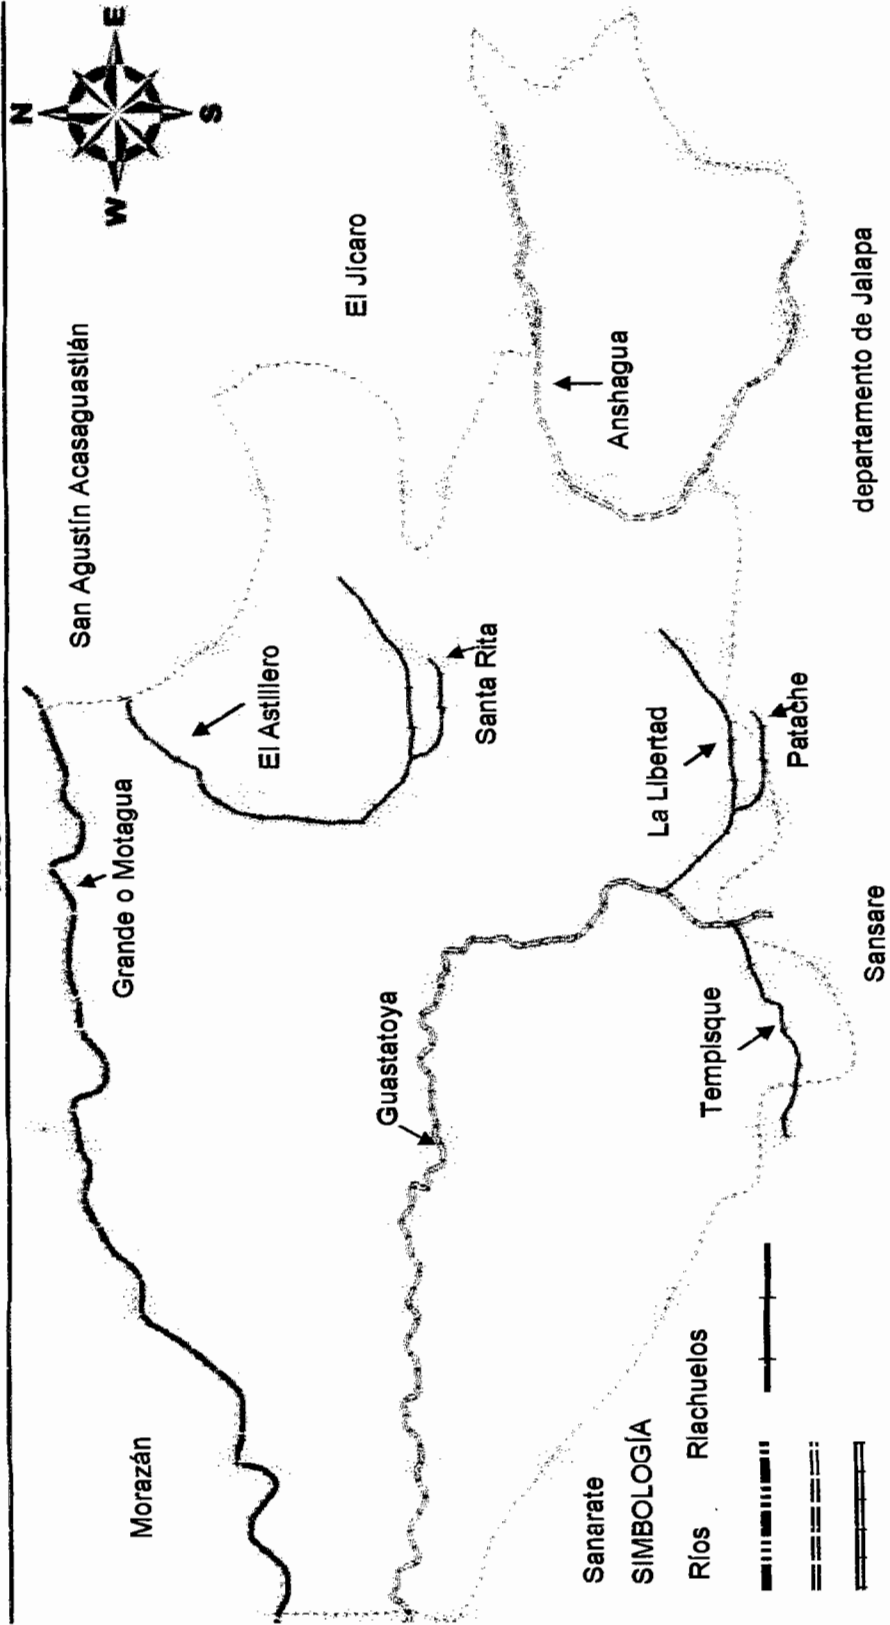 N
W
E
S
San Agustín Acasaguastlán
Morazán
Grande o Motagua
El Jícaro
El Astillero
Guastatoya
Santa Rita
Anshagua
La Libertad
Tempisque
Patache
Sanarate
SIMBOLOGÍA
Ríos Riachuelos
Sansare
departamento de Jalapa